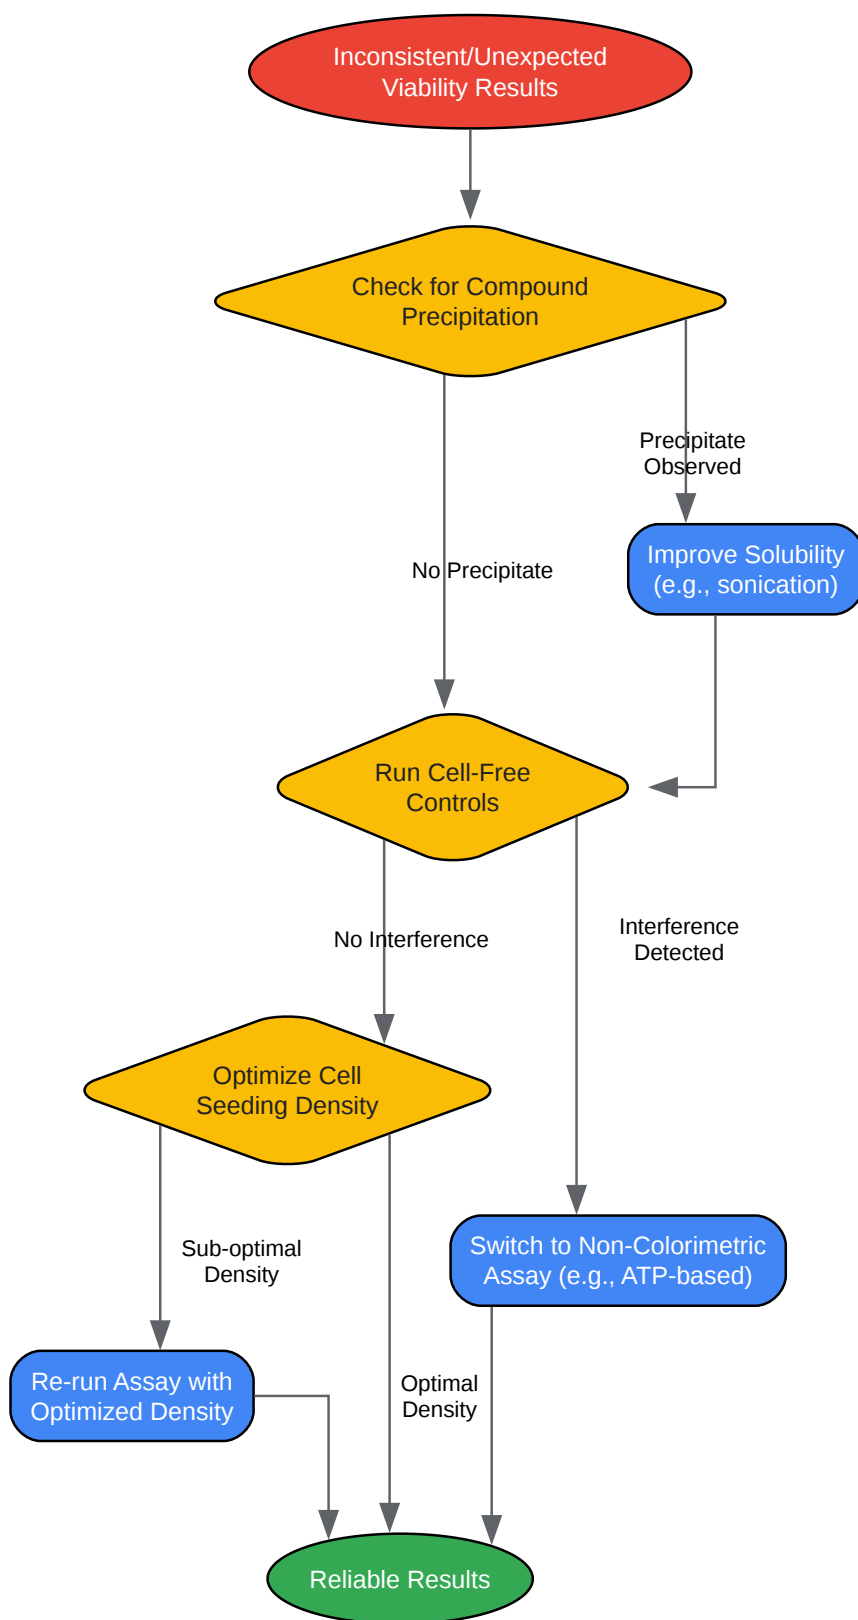 Inconsistent/Unexpected
Viability Results
Check for Compound
Precipitation
Precipitate
Observed
Improve Solubility
(e.g., sonication)
No Precipitate
Run Cell-Free
Controls
No Interference
Interference
Detected
Optimize Cell
Seeding Density
Sub-optimal
Density
Switch to Non-Colorimetric
Assay (e.g., ATP-based)
Re-run Assay with
Optimized Density
Optimal
Density
Reliable Results